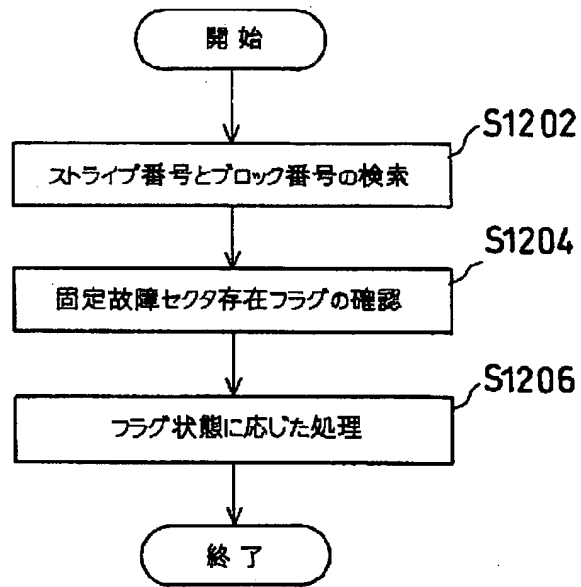 開始
S1202
ストライプ番号とブロック番号の検索
S1204
固定故障セクタ存在フラグの確認
S1206
フラグ状態に応じた処理
終了